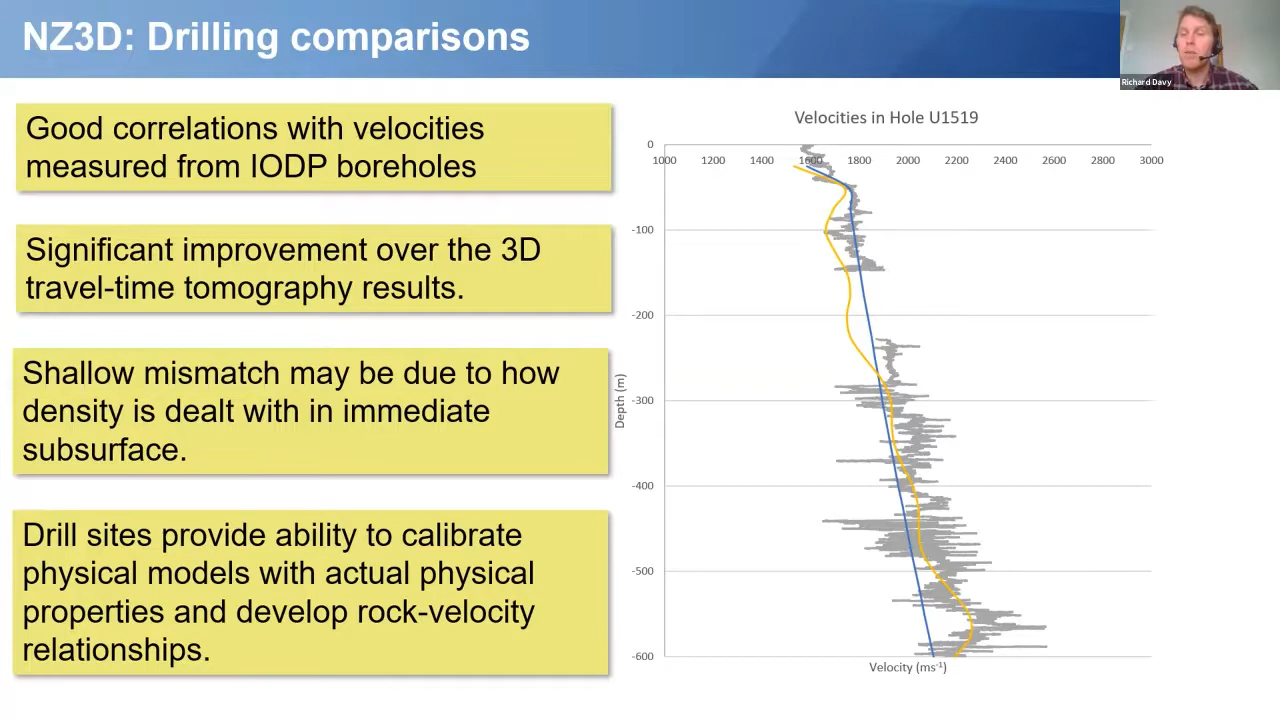 NZ3D: Drilling comparisons
Richard Davy
Good correlations with velocities
measured from IODP boreholes
Significant improvement over the 3D
travel-time tomography results.
Shallow mismatch may be due to how
density is dealt with in immediate
subsurface.
Drill sites provide ability to calibrate
physical models with actual physical
properties and develop rock-velocity
relationships.
Velocities in Hole U1519
0
1000 1200 1400 1600 1800 2000 2200 2400 2600 2800 3000
-100
-200
-300
-400
-500
-600
Depth (m)
Velocity (ms⁻¹)